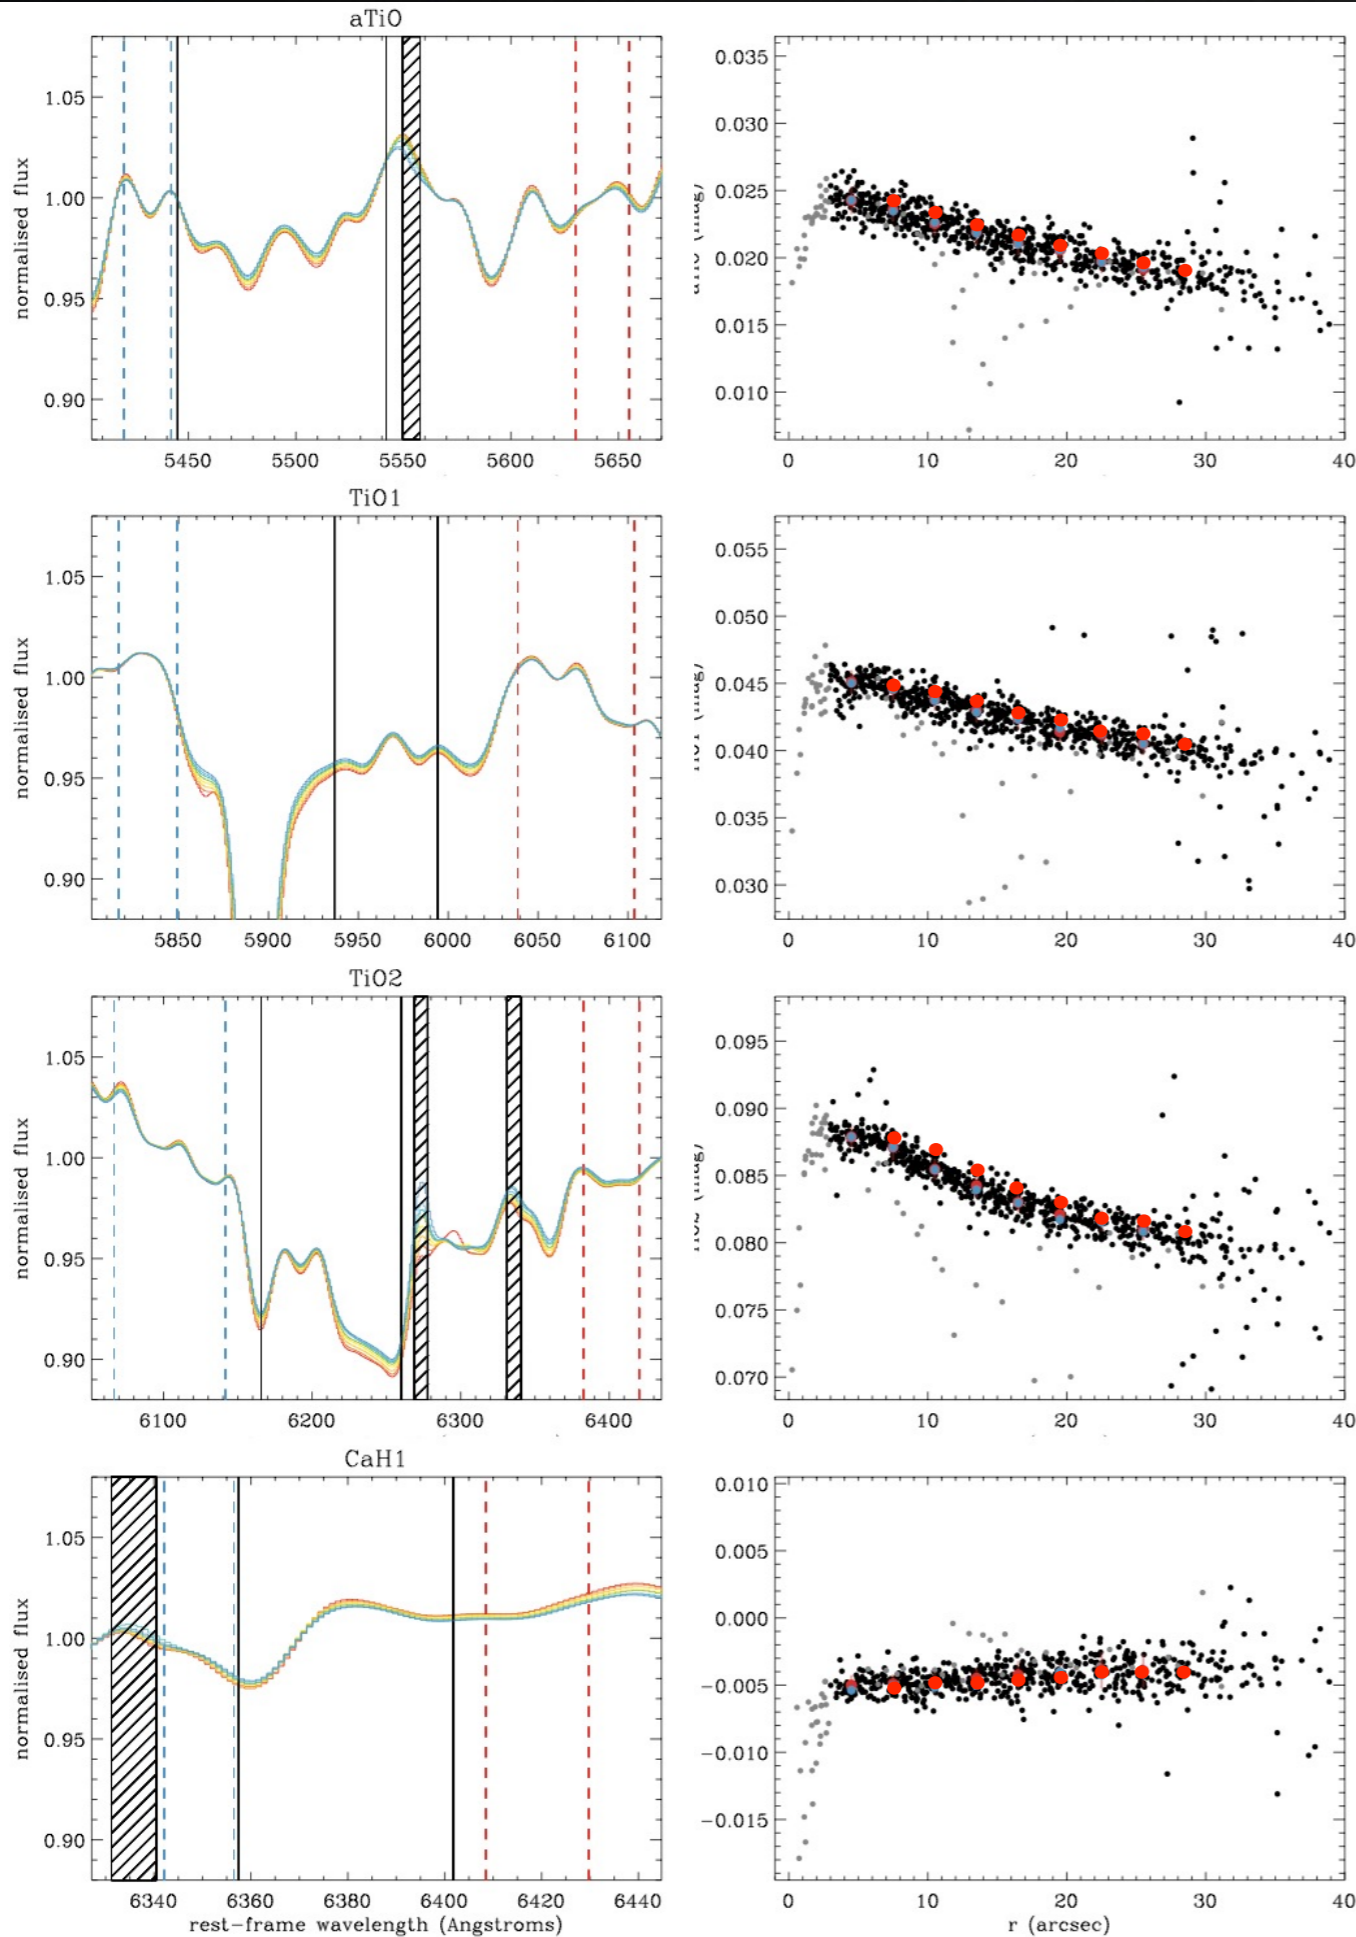 aTiO
normalised flux
1.05
1.00
0.95
0.90
5450 5500 5550 5600 5650
0.035
0.030
0.025
0.020
0.015
0.010
0 10 20 30 40
TiO1
normalised flux
1.05
1.00
0.95
0.90
5850 5900 5950 6000 6050 6100
0.055
0.050
0.045
0.040
0.035
0.030
0 10 20 30 40
TiO2
normalised flux
1.05
1.00
0.95
0.90
6100 6200 6300 6400
0.095
0.090
0.085
0.080
0.075
0.070
0 10 20 30 40
CaH1
normalised flux
1.05
1.00
0.95
0.90
6340 6360 6380 6400 6420 6440
rest-frame wavelength (Angstroms)
0.010
0.005
0.000
-0.005
-0.010
-0.015
0 10 20 30 40
r (arcsec)